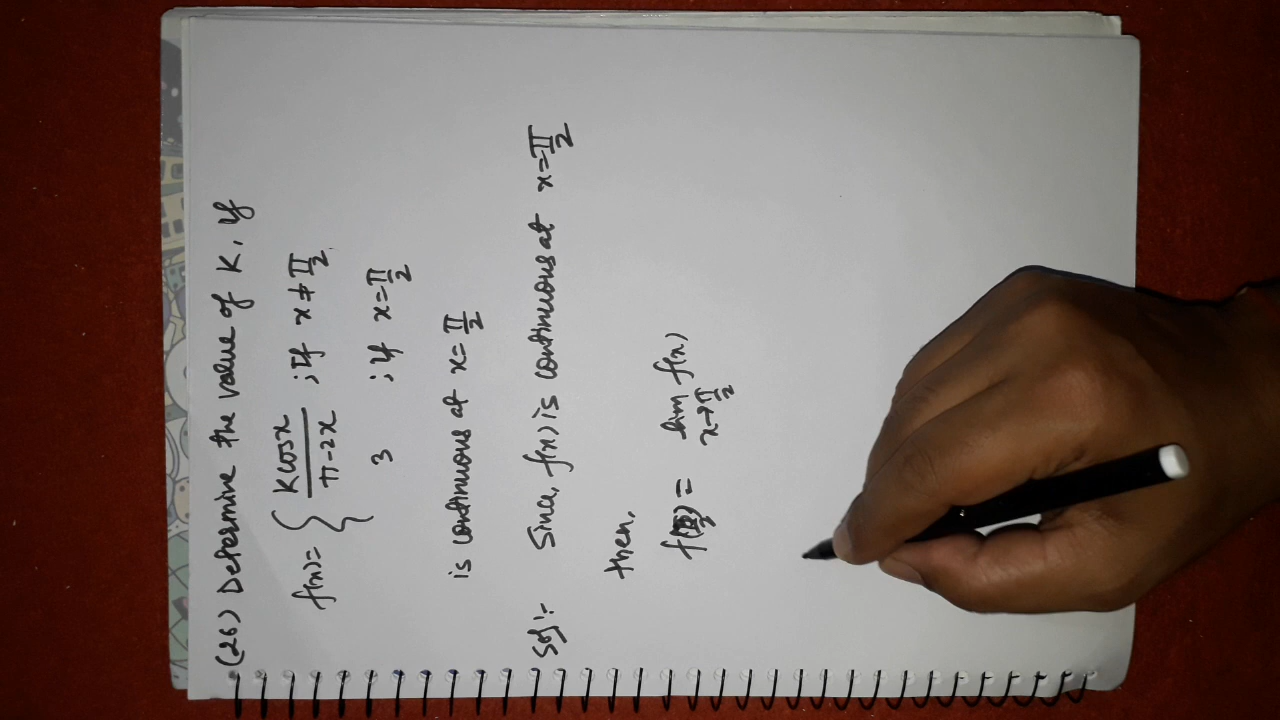 (26) Determine the value of K, if
f(x) = { Kcosx / π-2x ; if x ≠ π/2
3 ; if x = π/2
is continuous at x = π/2
Sol:- Since, f(x) is continuous at x = π/2
then,
f(π/2) = lim x→π/2 f(x)